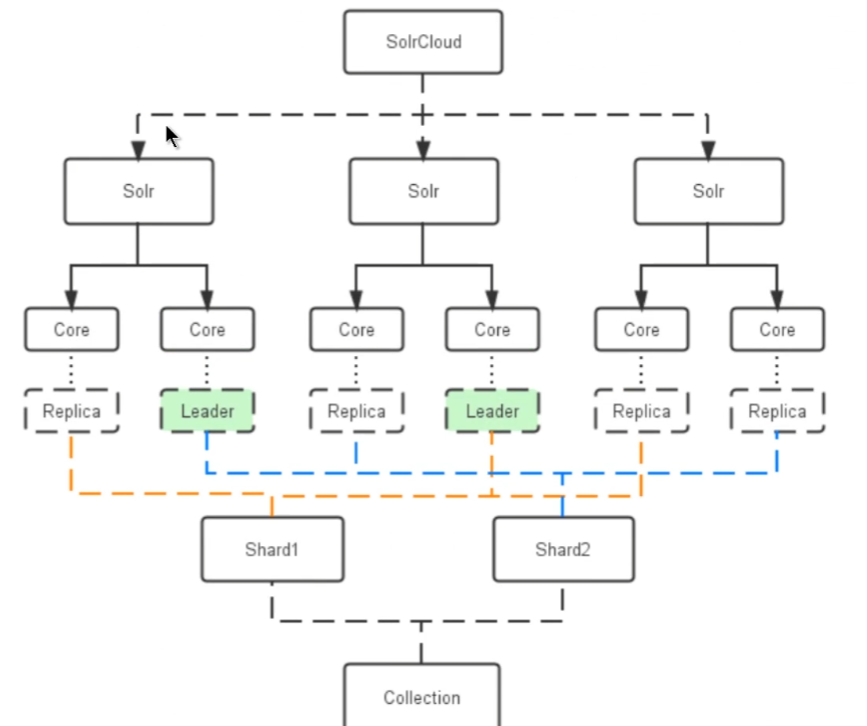 SolrCloud
Solr
Solr
Solr
Core
Core
Core
Core
Core
Core
Replica
Leader
Replica
Leader
Replica
Replica
Shard1
Shard2
Collection